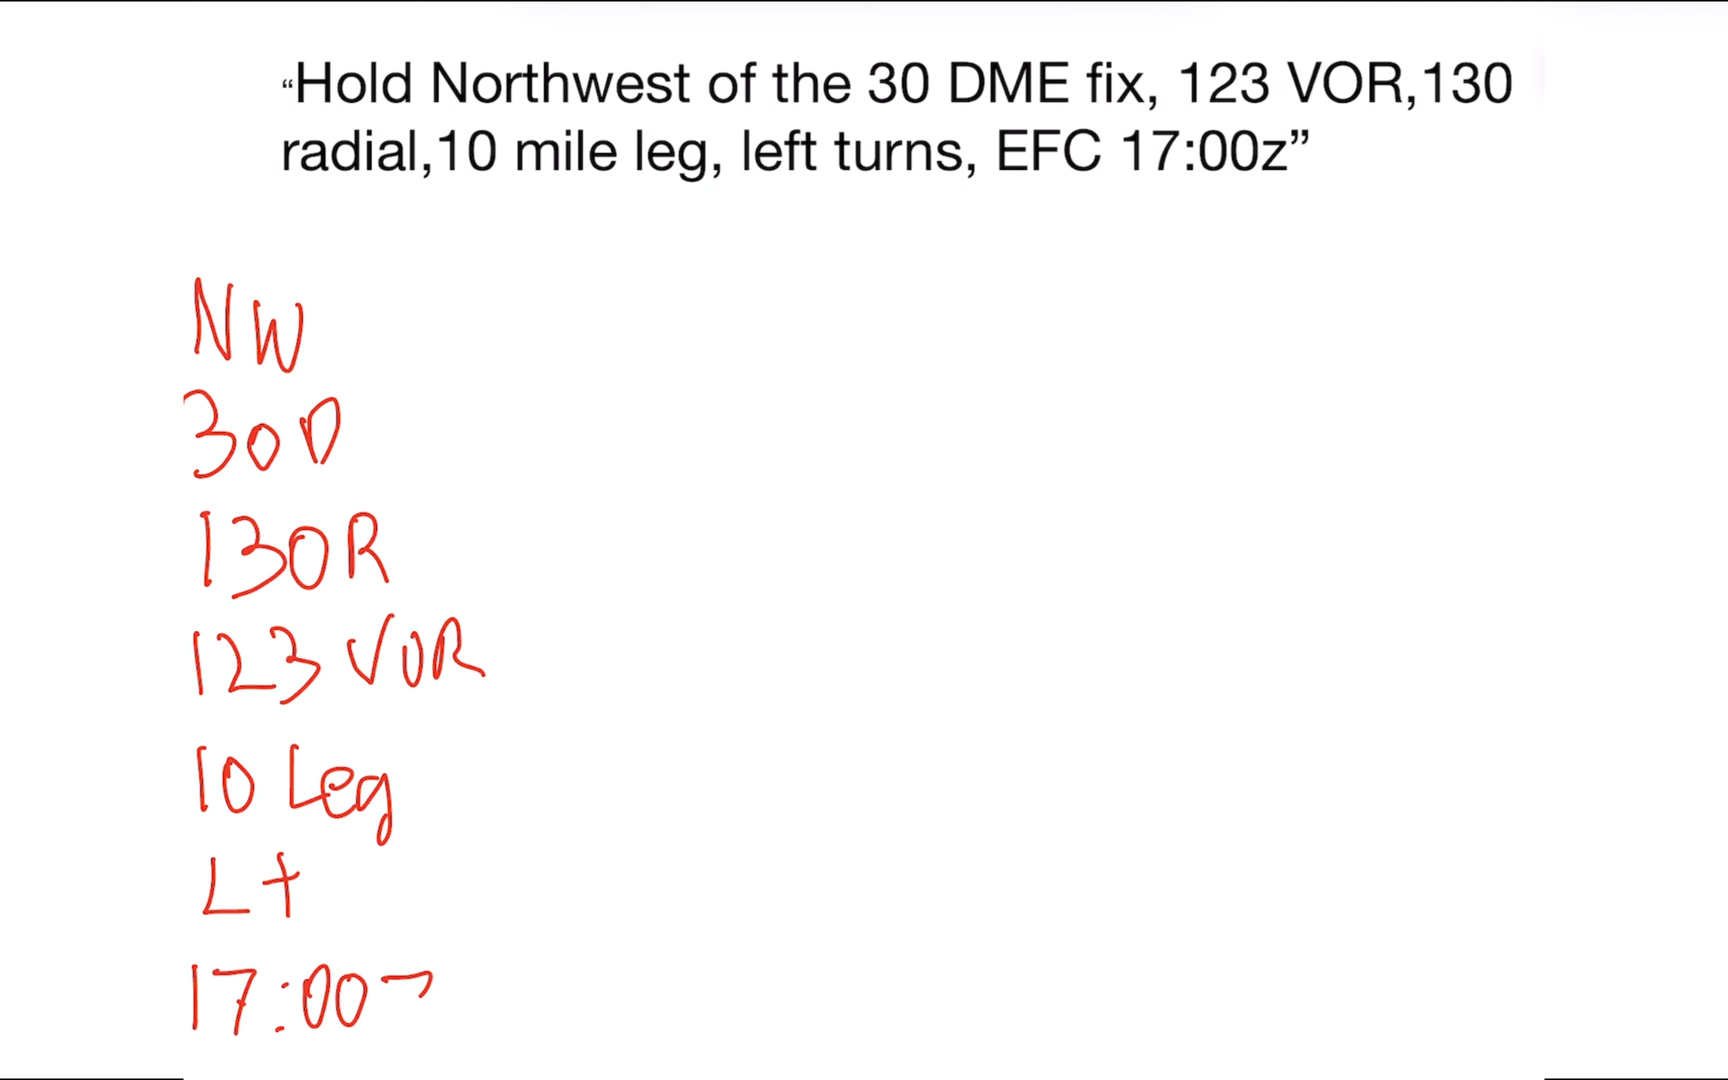 “Hold Northwest of the 30 DME fix, 123 VOR,130
radial,10 mile leg, left turns, EFC 17:00z”
NW
30D
130R
123 VOR
10 Leg
Lt
17:00z